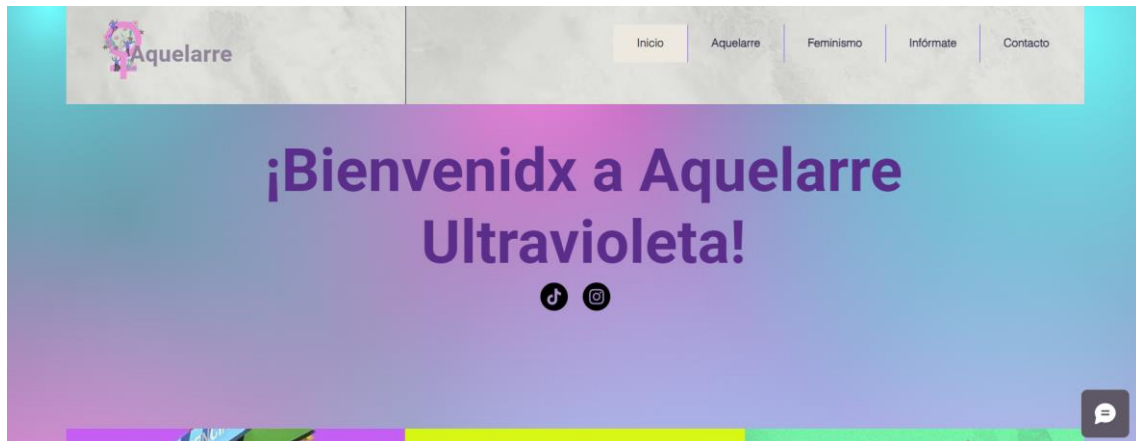 Aquelarre
Inicio
Aquelarre
Feminismo
Infórmate
Contacto
¡Bienvenidx a Aquelarre
Ultravioleta!